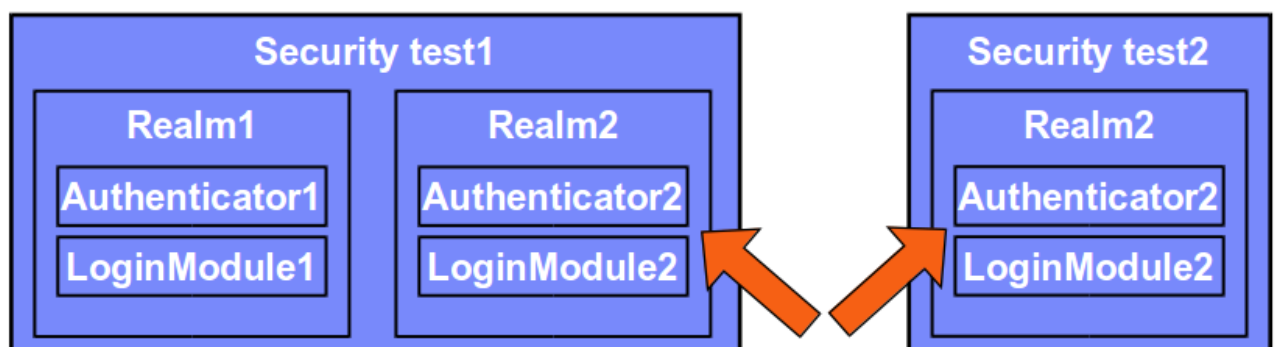 Security test1
Realm1
Authenticator1
LoginModule1
Realm2
Authenticator2
LoginModule2
Security test2
Realm2
Authenticator2
LoginModule2